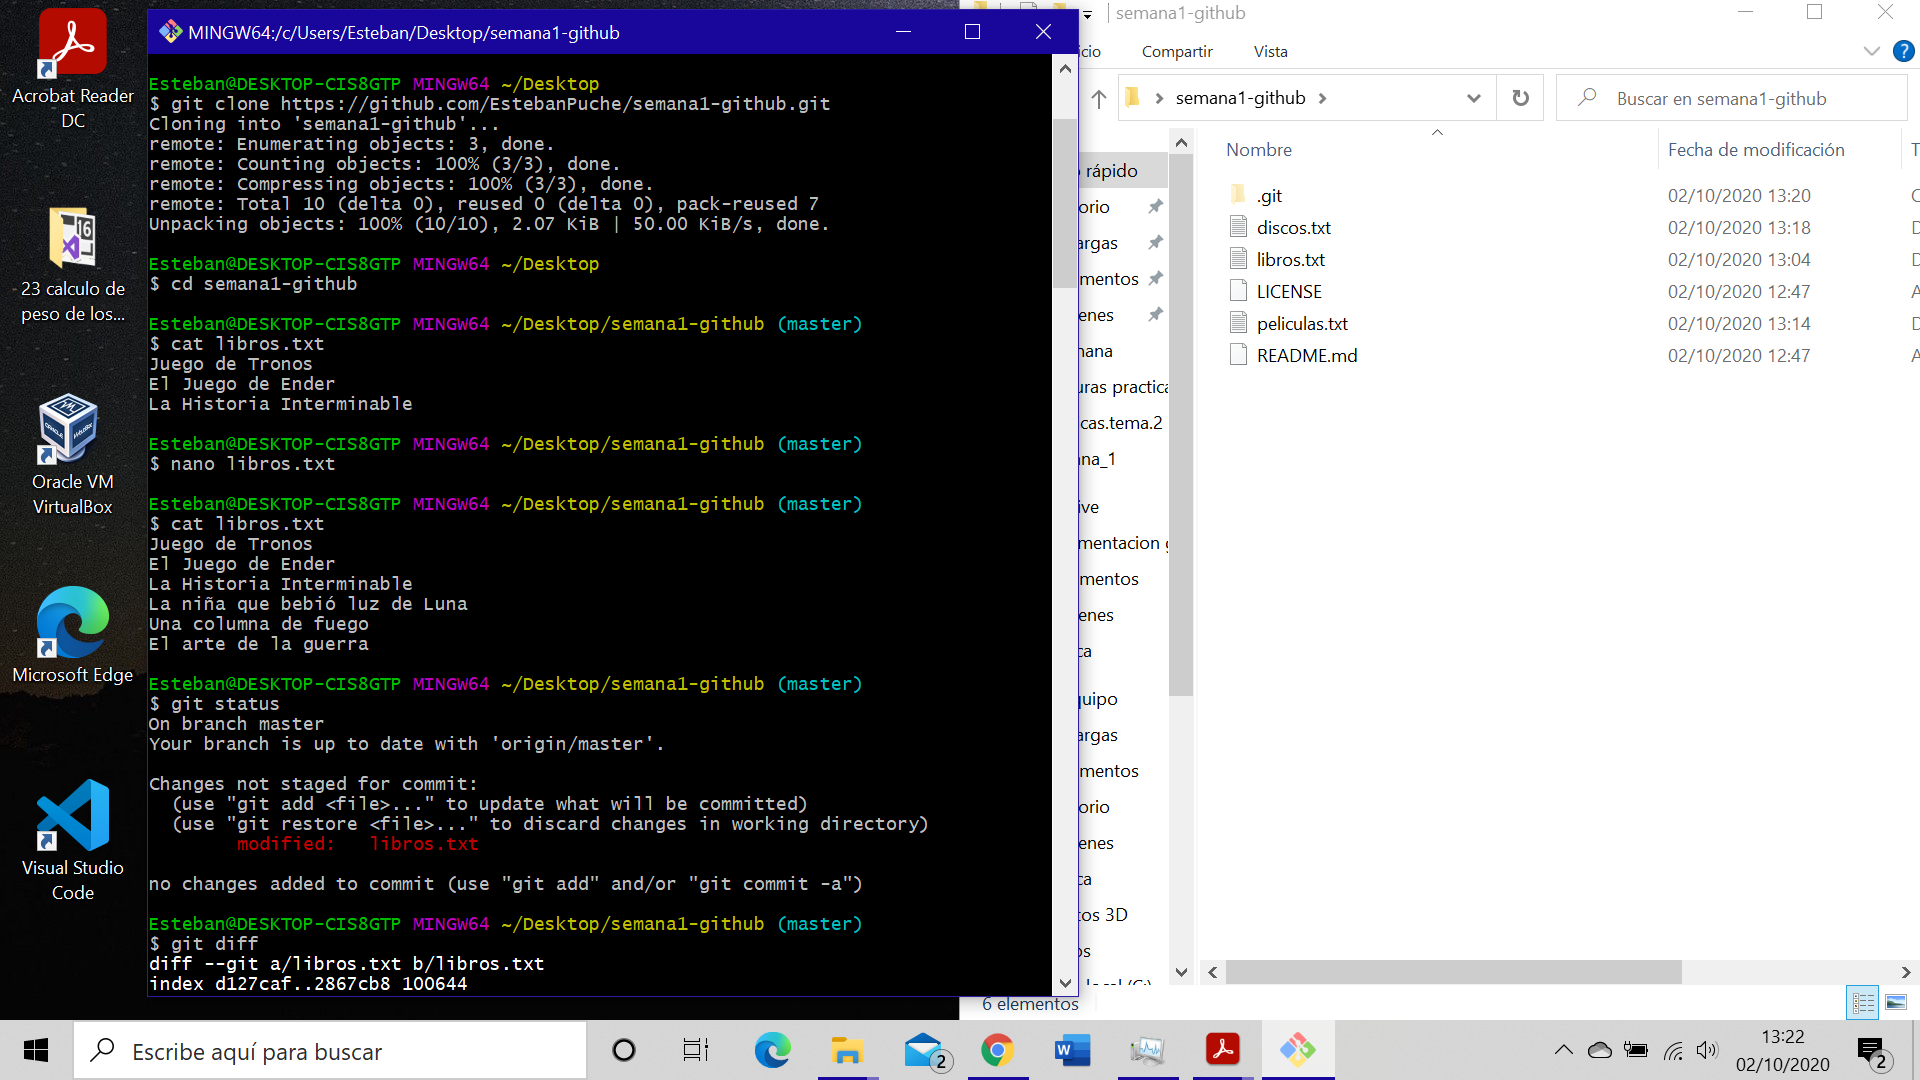 Acrobat Reader
DC
23 calculo de
peso de los...
Oracle VM
VirtualBox
Microsoft Edge
Visual Studio
Code
MINGW64:/c/Users/Esteban/Desktop/semana1-github
Esteban@DESKTOP-CIS8GTP MINGW64 ~/Desktop
$ git clone https://github.com/EstebanPuche/semana1-github.git
Cloning into 'semana1-github'...
remote: Enumerating objects: 3, done.
remote: Counting objects: 100% (3/3), done.
remote: Compressing objects: 100% (3/3), done.
remote: Total 10 (delta 0), reused 0 (delta 0), pack-reused 7
Unpacking objects: 100% (10/10), 2.07 KiB | 50.00 KiB/s, done.
Esteban@DESKTOP-CIS8GTP MINGW64 ~/Desktop
$ cd semana1-github
Esteban@DESKTOP-CIS8GTP MINGW64 ~/Desktop/semana1-github (master)
$ cat libros.txt
Juego de Tronos
El Juego de Ender
La Historia Interminable
Esteban@DESKTOP-CIS8GTP MINGW64 ~/Desktop/semana1-github (master)
$ nano libros.txt
Esteban@DESKTOP-CIS8GTP MINGW64 ~/Desktop/semana1-github (master)
$ cat libros.txt
Juego de Tronos
El Juego de Ender
La Historia Interminable
La niña que bebió luz de Luna
Una columna de fuego
El arte de la guerra
Esteban@DESKTOP-CIS8GTP MINGW64 ~/Desktop/semana1-github (master)
$ git status
On branch master
Your branch is up to date with 'origin/master'.
Changes not staged for commit:
(use "git add <file>..." to update what will be committed)
(use "git restore <file>..." to discard changes in working directory)
modified: libros.txt
no changes added to commit (use "git add" and/or "git commit -a")
Esteban@DESKTOP-CIS8GTP MINGW64 ~/Desktop/semana1-github (master)
$ git diff
diff --git a/libros.txt b/libros.txt
index d127caf..2867cb8 100644
semana1-github
cio Compartir Vista
semana1-github
Buscar en semana1-github
rápido
orio
argas
mentos
enes
nana
uras practica
cas.tema.2
ana_1
ive
mentacion g
mentos
enes
ca
quipo
argas
mentos
orio
enes
ca
tos 3D
os
local (C:)
Nombre Fecha de modificación T
.git 02/10/2020 13:20 C
discos.txt 02/10/2020 13:18 D
libros.txt 02/10/2020 13:04 D
LICENSE 02/10/2020 12:47 A
peliculas.txt 02/10/2020 13:14 D
README.md 02/10/2020 12:47 A
6 elementos
Escribe aquí para buscar
2
13:22
02/10/2020
2